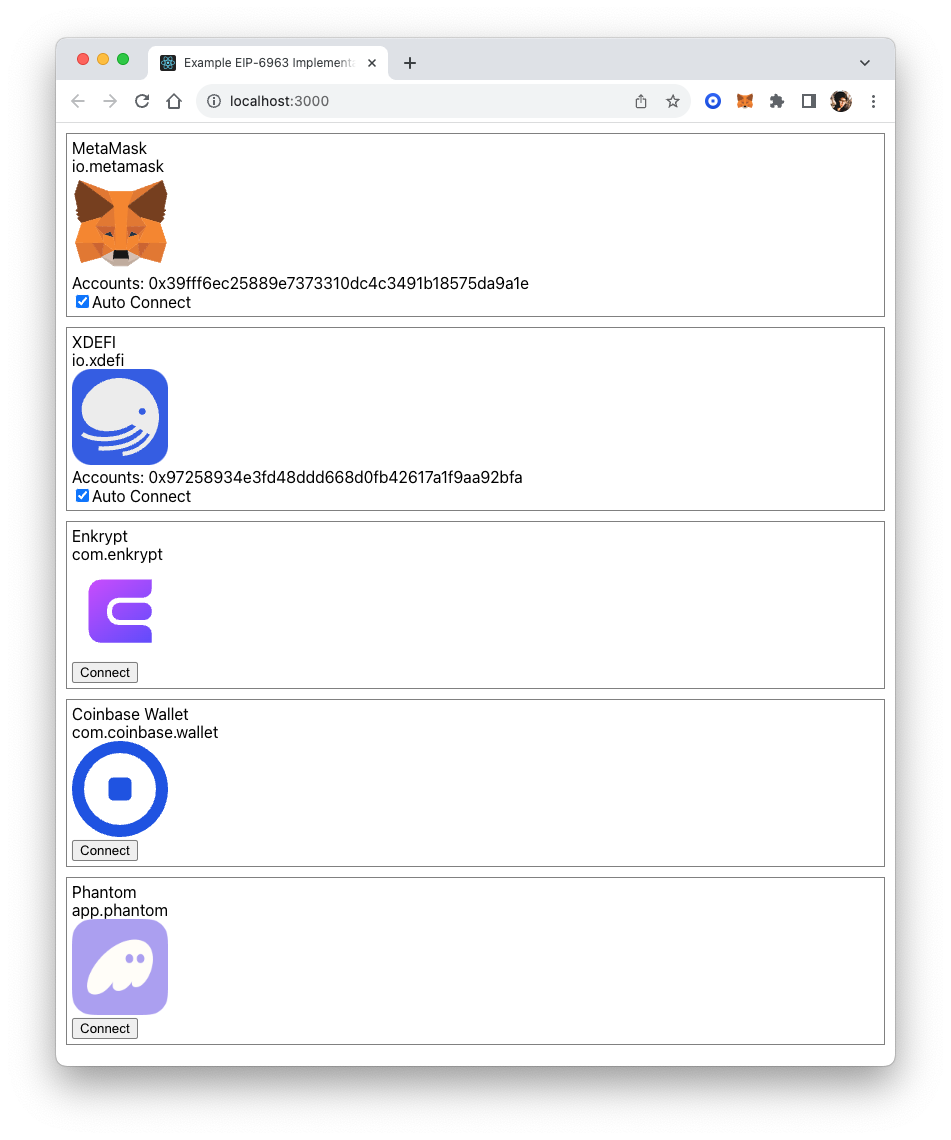 Example EIP-6963 Implementa
localhost:3000
MetaMask
io.metamask
Accounts: 0x39fff6ec25889e7373310dc4c3491b18575da9a1e
Auto Connect
XDEFI
io.xdefi
Accounts: 0x97258934e3fd48ddd668d0fb42617a1f9aa92bfa
Auto Connect
Enkrypt
com.enkrypt
Connect
Coinbase Wallet
com.coinbase.wallet
Connect
Phantom
app.phantom
Connect